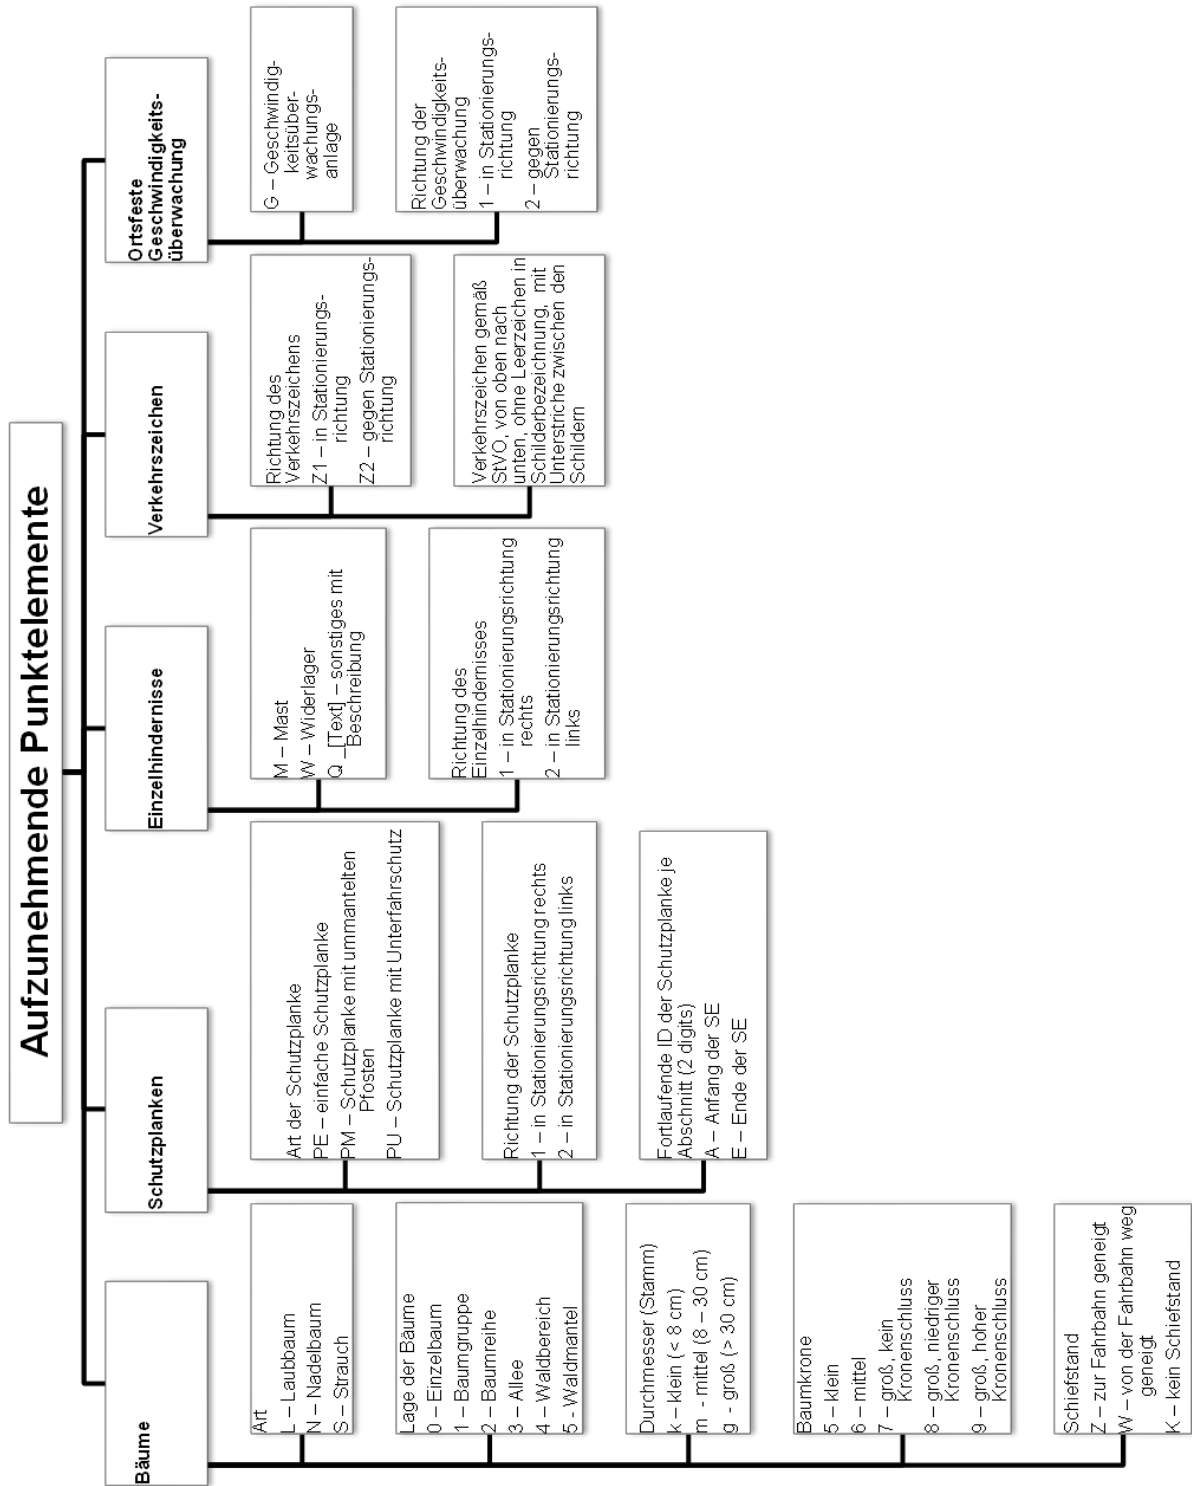 Aufzunehmende Punktelemente
Bäume
Art
L – Laubbaum
N – Nadelbaum
S – Strauch
Lage der Bäume
0 – Einzelbaum
1 – Baumgruppe
2 – Baumreihe
3 – Allee
4 – Waldbereich
5 - Waldmantel
Durchmesser (Stamm)
k – klein (< 8 cm)
m - mittel (8 – 30 cm)
g - groß (> 30 cm)
Baumkrone
5 – klein
6 – mittel
7 – groß, kein
Kronenschluss
8 – groß, niedriger
Kronenschluss
9 – groß, hoher
Kronenschluss
Schiefstand
Z – zur Fahrbahn geneigt
W – von der Fahrbahn weg
geneigt
K – kein Schiefstand
Schutzplanken
Art der Schutzplanke
PE – einfache Schutzplanke
PM – Schutzplanke mit ummantelten
Pfosten
PU – Schutzplanke mit Unterfahrschutz
Richtung der Schutzplanke
1 – in Stationierungsrichtung rechts
2 – in Stationierungsrichtung links
Fortlaufende ID der Schutzplanke je
Abschnitt (2 digits)
A – Anfang der SE
E – Ende der SE
Einzelhindernisse
M – Mast
W – Widerlager
Q _[Text] – sonstiges mit
Beschreibung
Richtung des
Einzelhindernisses
1 – in Stationierungsrichtung
rechts
2 – in Stationierungsrichtung
links
Verkehrszeichen
Richtung des
Verkehrszeichens
Z1 – in Stationierungs-
richtung
Z2 – gegen Stationierungs-
richtung
Verkehrszeichen gemäß
StVO, von oben nach
unten, ohne Leerzeichen in
Schilderbezeichnung, mit
Unterstriche zwischen den
Schildern
Ortsfeste
Geschwindigkeits-
überwachung
G – Geschwindig-
keitsüber-
wachungs-
anlage
Richtung der
Geschwindigkeits-
überwachung
1 – in Stationierungs-
richtung
2 – gegen
Stationierungs-
richtung